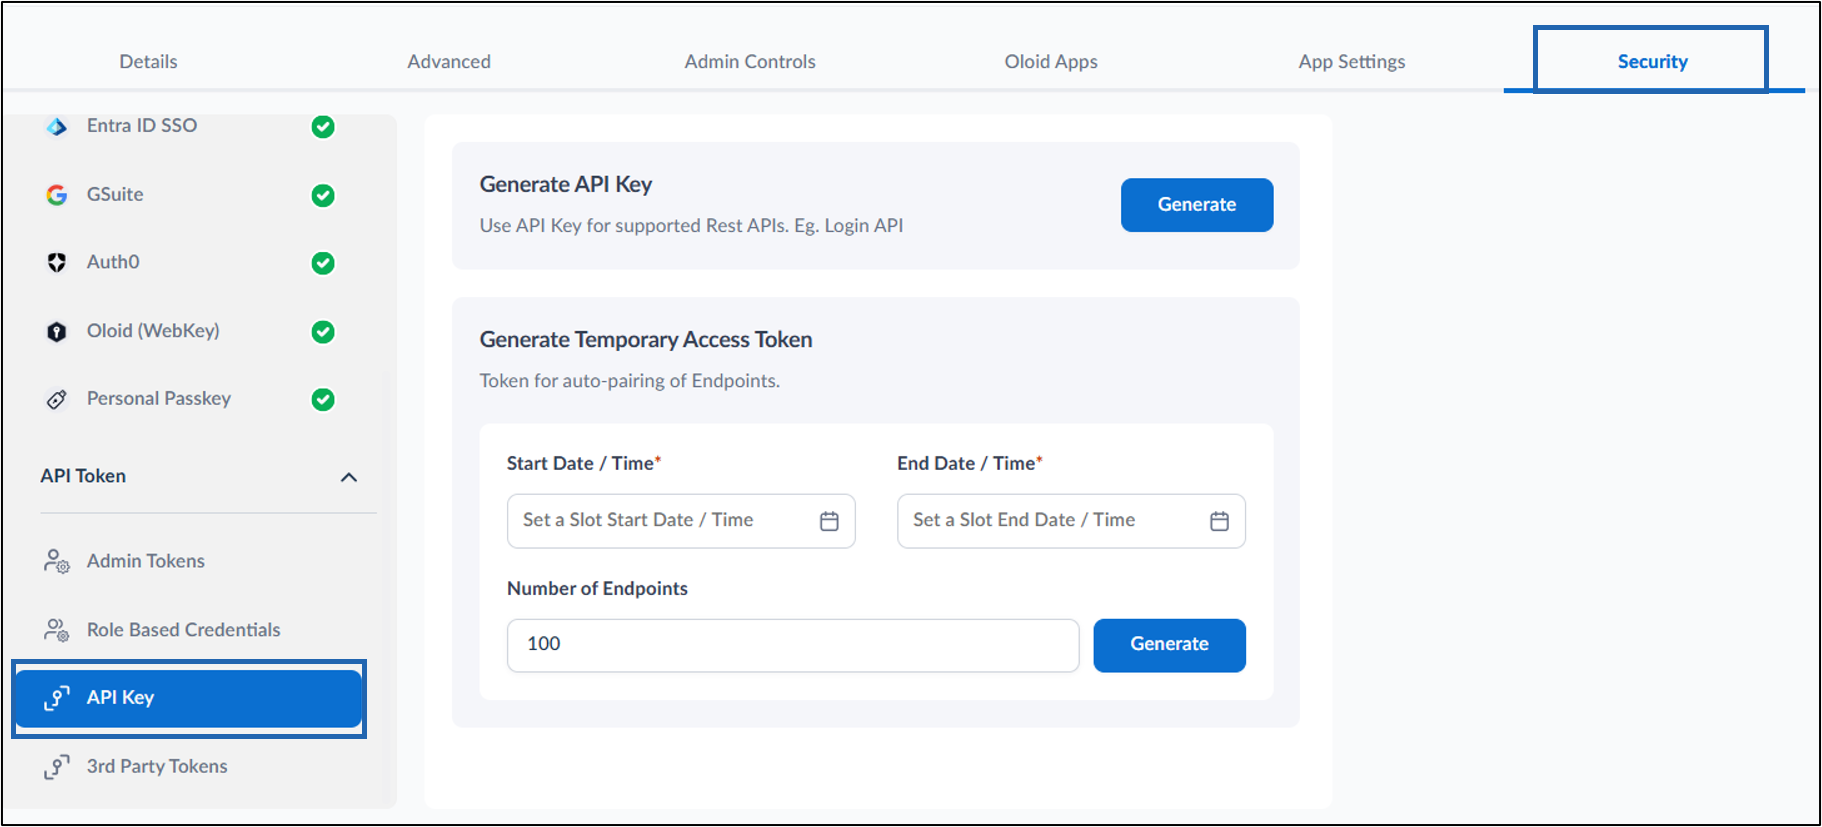 Details Advanced Admin Controls Oloid Apps App Settings Security
Entra ID SSO
GSuite
Auth0
Oloid (WebKey)
Personal Passkey
API Token
Admin Tokens
Role Based Credentials
API Key
3rd Party Tokens
Generate API Key
Use API Key for supported Rest APIs. Eg. Login API
Generate
Generate Temporary Access Token
Token for auto-pairing of Endpoints.
Start Date / Time* End Date / Time*
Set a Slot Start Date / Time Set a Slot End Date / Time
Number of Endpoints
100 Generate